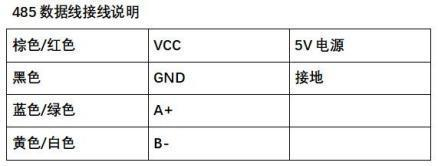 485 数据线接线说明
棕色/红色 VCC 5V 电源
黑色 GND 接地
蓝色/绿色 A+
黄色/白色 B-